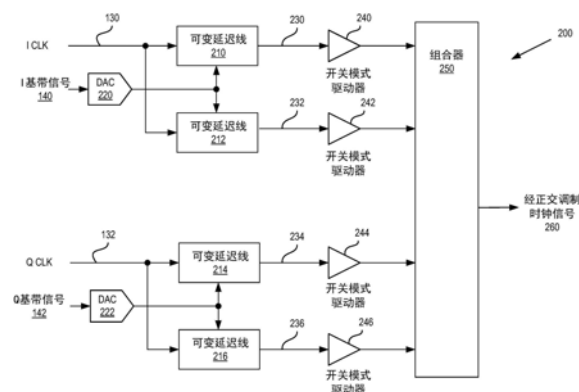 130
I CLK
可变延迟线
210
230
240
开关模式
驱动器
I基带信号
140
DAC
220
可变延迟线
212
232
242
开关模式
驱动器
组合器
250
200
经正交调制
时钟信号
260
132
Q CLK
可变延迟线
214
234
244
开关模式
驱动器
Q基带信号
142
DAC
222
可变延迟线
216
236
246
开关模式
驱动器